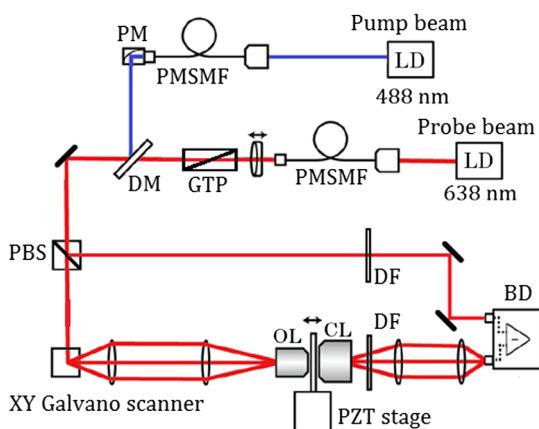 PM
Pump beam
LD
PMSMF
488 nm
Probe beam
LD
DM
GTP
PMSMF
638 nm
PBS
DF
BD
OL
CL
DF
XY Galvano scanner
PZT stage